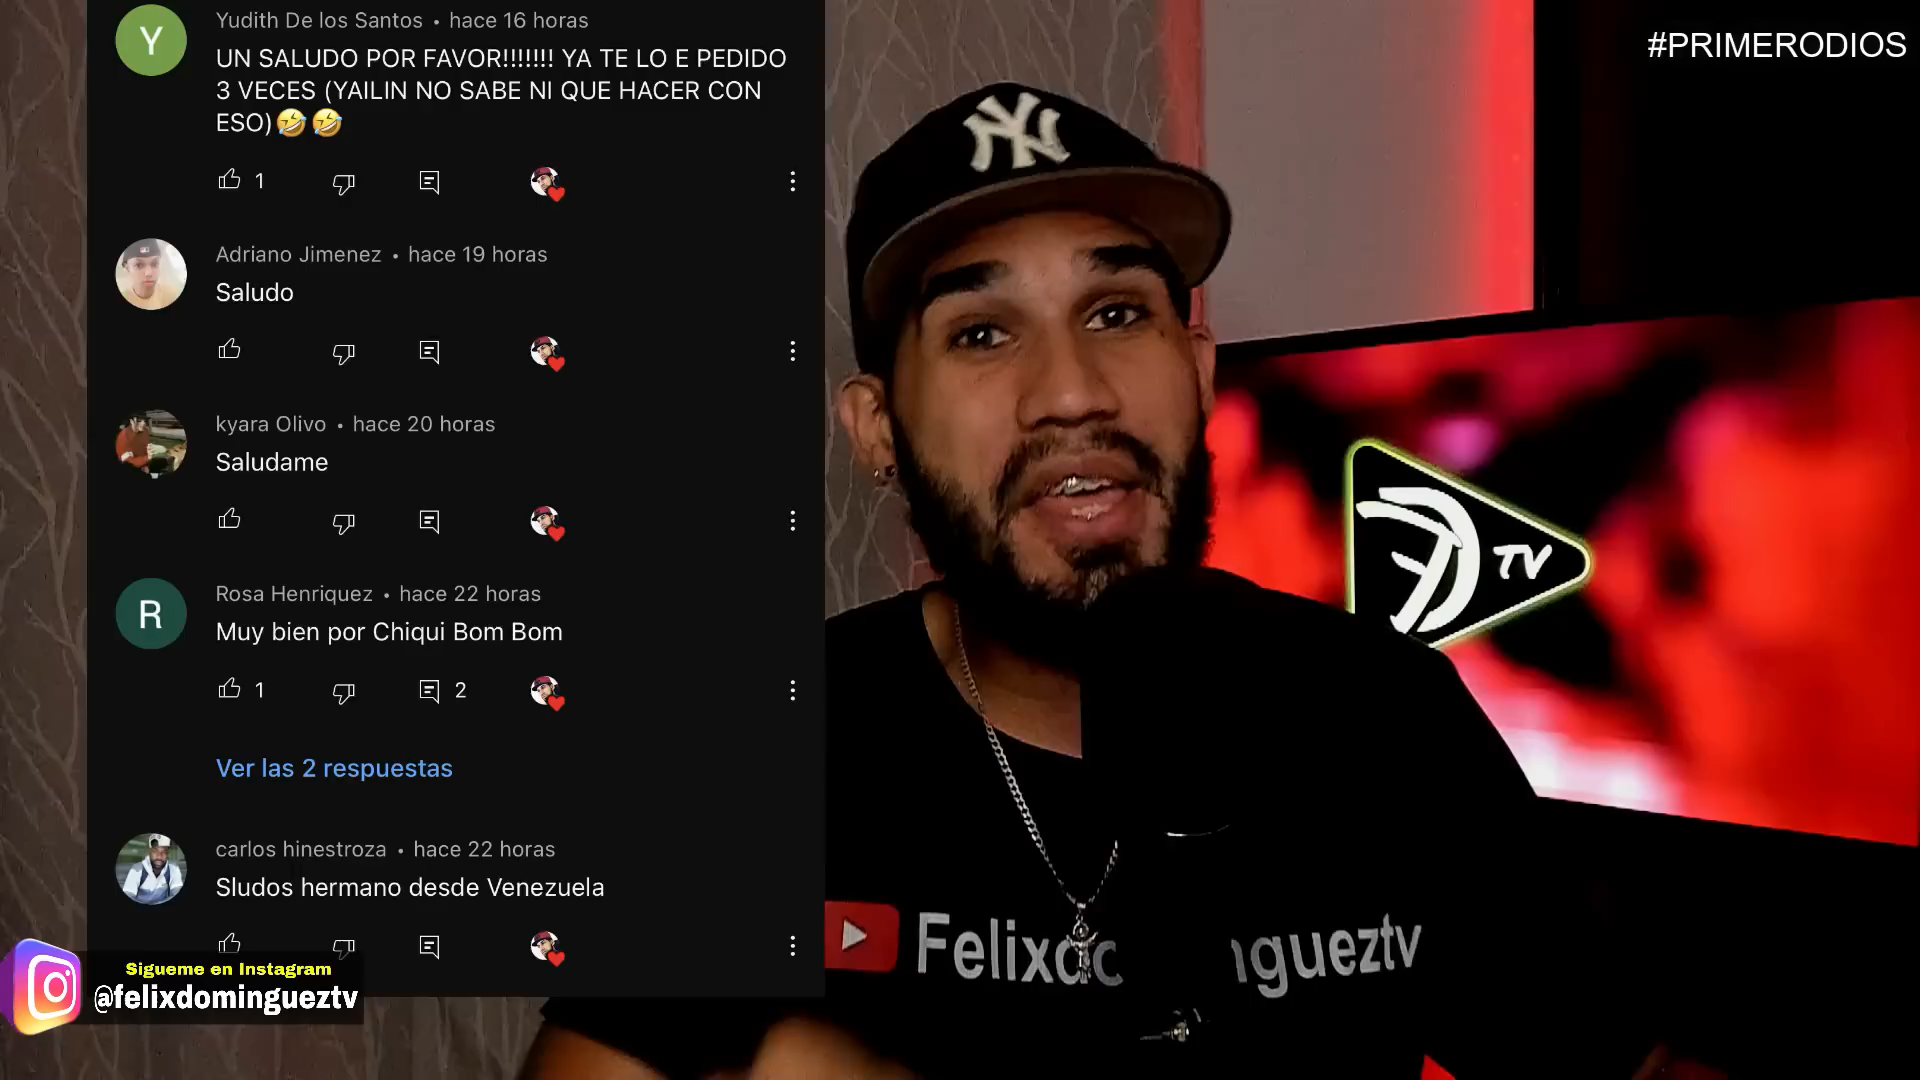 Y
Yudith De los Santos • hace 16 horas
UN SALUDO POR FAVOR!!!!!!! YA TE LO E PEDIDO
3 VECES (YAILIN NO SABE NI QUE HACER CON
ESO)🤣🤣
1
Adriano Jimenez • hace 19 horas
Saludo
kyara Olivo • hace 20 horas
Saludame
R
Rosa Henriquez • hace 22 horas
Muy bien por Chiqui Bom Bom
1 2
Ver las 2 respuestas
carlos hinestroza • hace 22 horas
Sludos hermano desde Venezuela
Sigueme en Instagram
@felixdomingueztv
#PRIMERODIOS
NY
TV